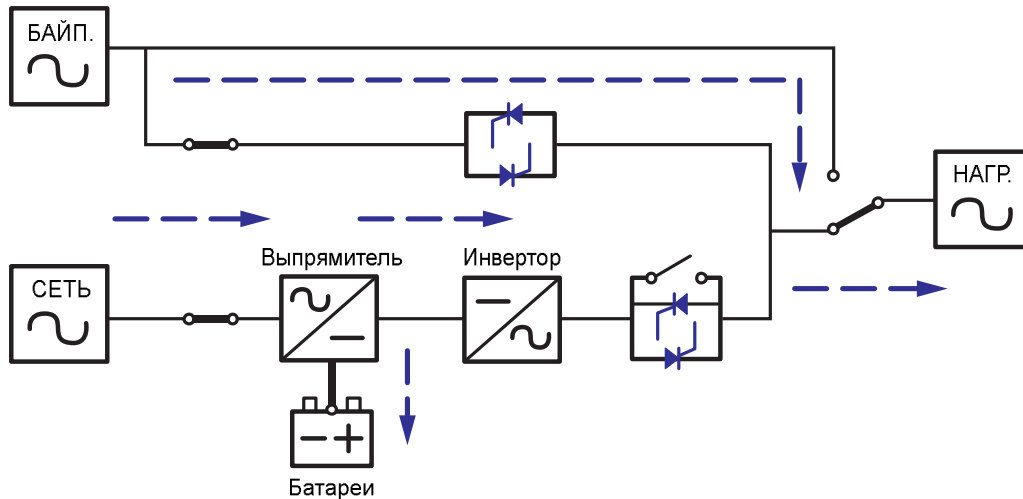 БАЙП.
НАГР.
Выпрямитель
Инвертор
СЕТЬ
Батареи